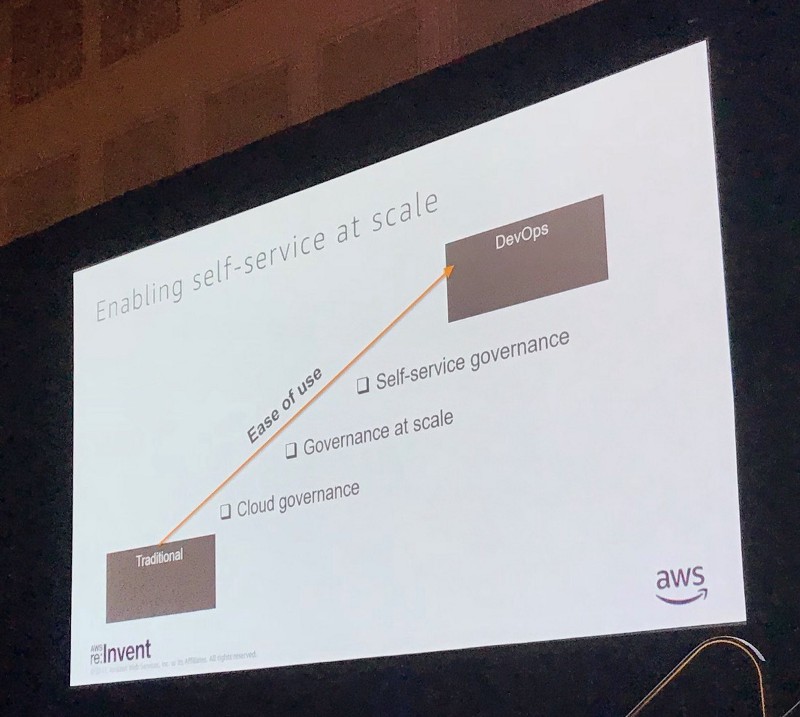 Enabling self-service at scale
DevOps
Ease of use
❑ Self-service governance
❑ Governance at scale
❑ Cloud governance
Traditional
AWS
re:Invent
Amazon Web Services, Inc. or its Affiliates. All rights reserved.
aws